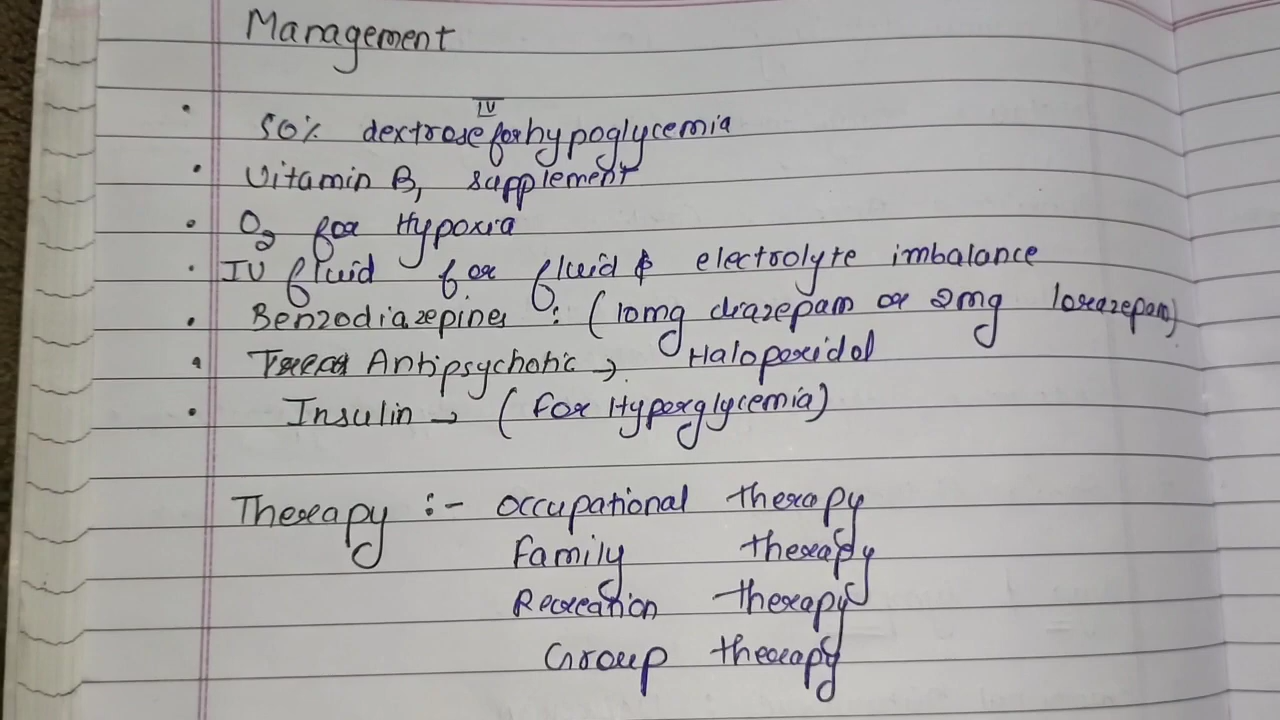 Management
• 50% dextrose IV for hypoglycemia
• Vitamin B1 supplement
• O2 for Hypoxia
• IV fluid for fluid & electrolyte imbalance
• Benzodiazepines : (10mg diazepam or 2mg lorazepam)
• Antipsychotic → Haloperidol
• Insulin → (For Hyperglycemia)
Therapy :- Occupational therapy
Family therapy
Recreation therapy
Group therapy